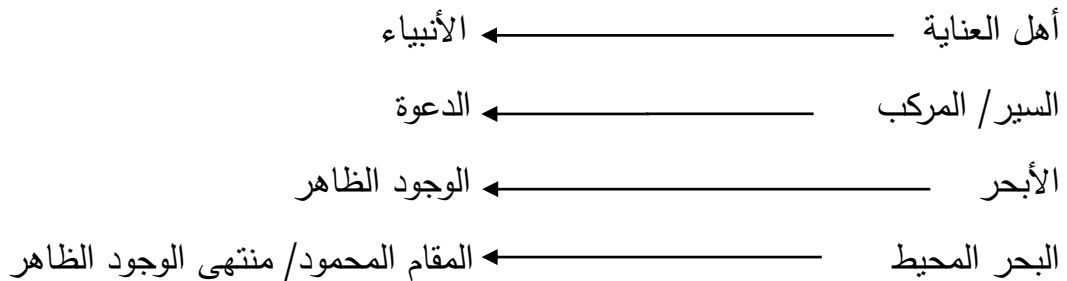 أهل العناية الأنبياء
السير/ المركب الدعوة
الأبحر الوجود الظاهر
البحر المحيط المقام المحمود/ منتهى الوجود الظاهر